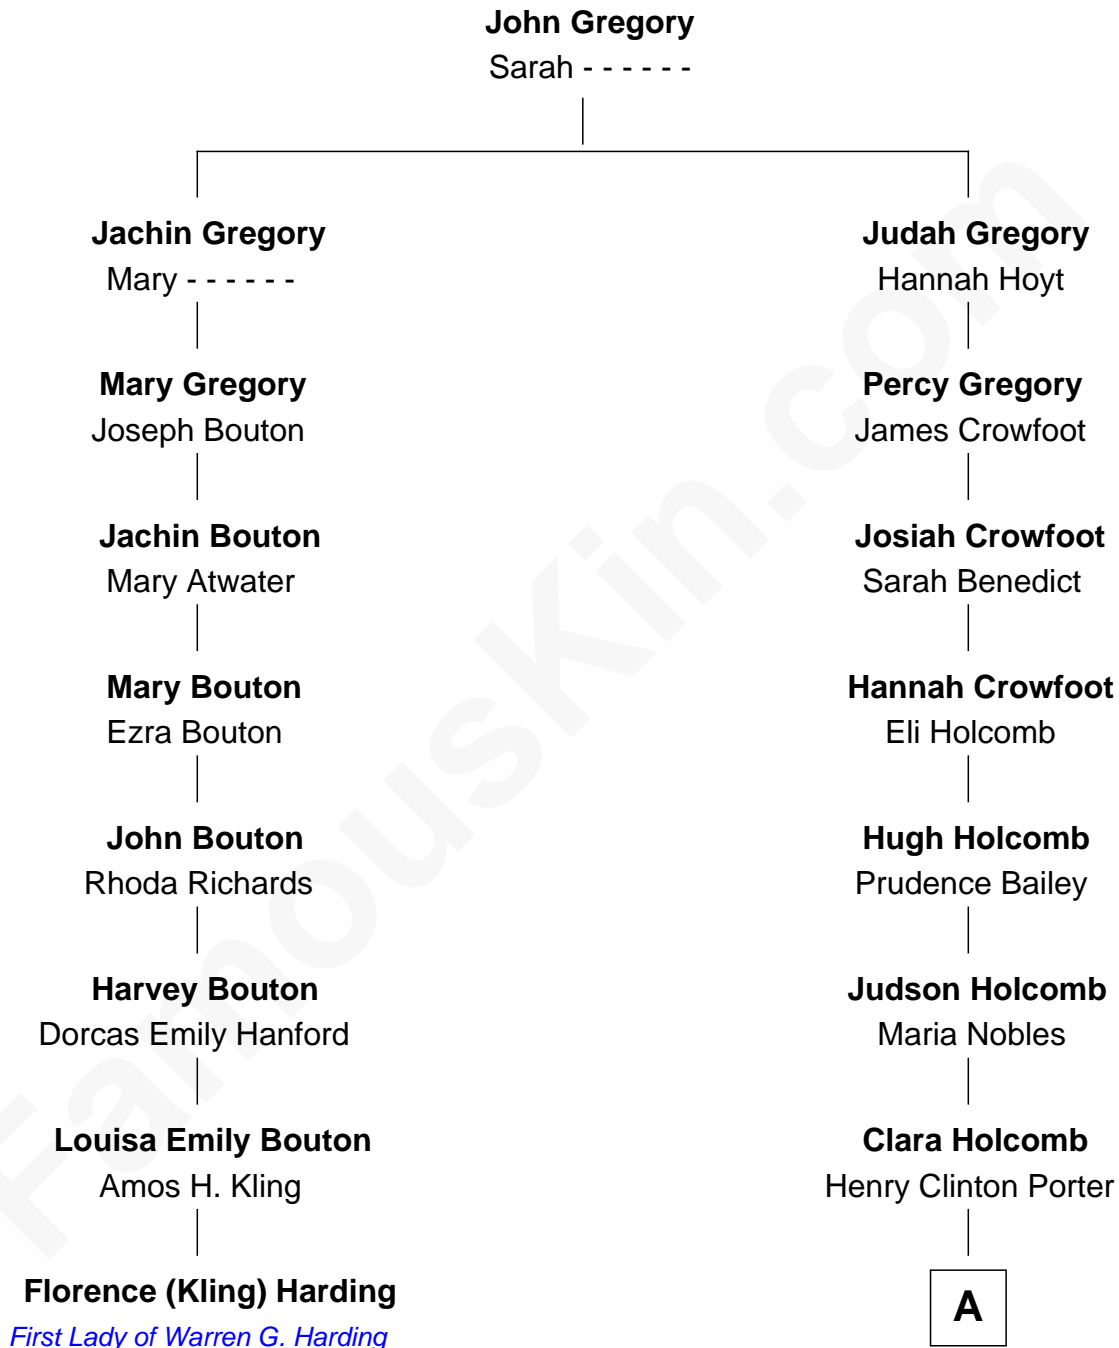 John Gregory
Sarah - - - - - -
Jachin Gregory
Mary - - - - - -
Judah Gregory
Hannah Hoyt
Mary Gregory
Joseph Bouton
Percy Gregory
James Crowfoot
Jachin Bouton
Mary Atwater
Josiah Crowfoot
Sarah Benedict
Mary Bouton
Ezra Bouton
Hannah Crowfoot
Eli Holcomb
John Bouton
Rhoda Richards
Hugh Holcomb
Prudence Bailey
Harvey Bouton
Dorcas Emily Hanford
Judson Holcomb
Maria Nobles
Louisa Emily Bouton
Amos H. Kling
Clara Holcomb
Henry Clinton Porter
Florence (Kling) Harding
First Lady of Warren G. Harding
A
FamousKin.com